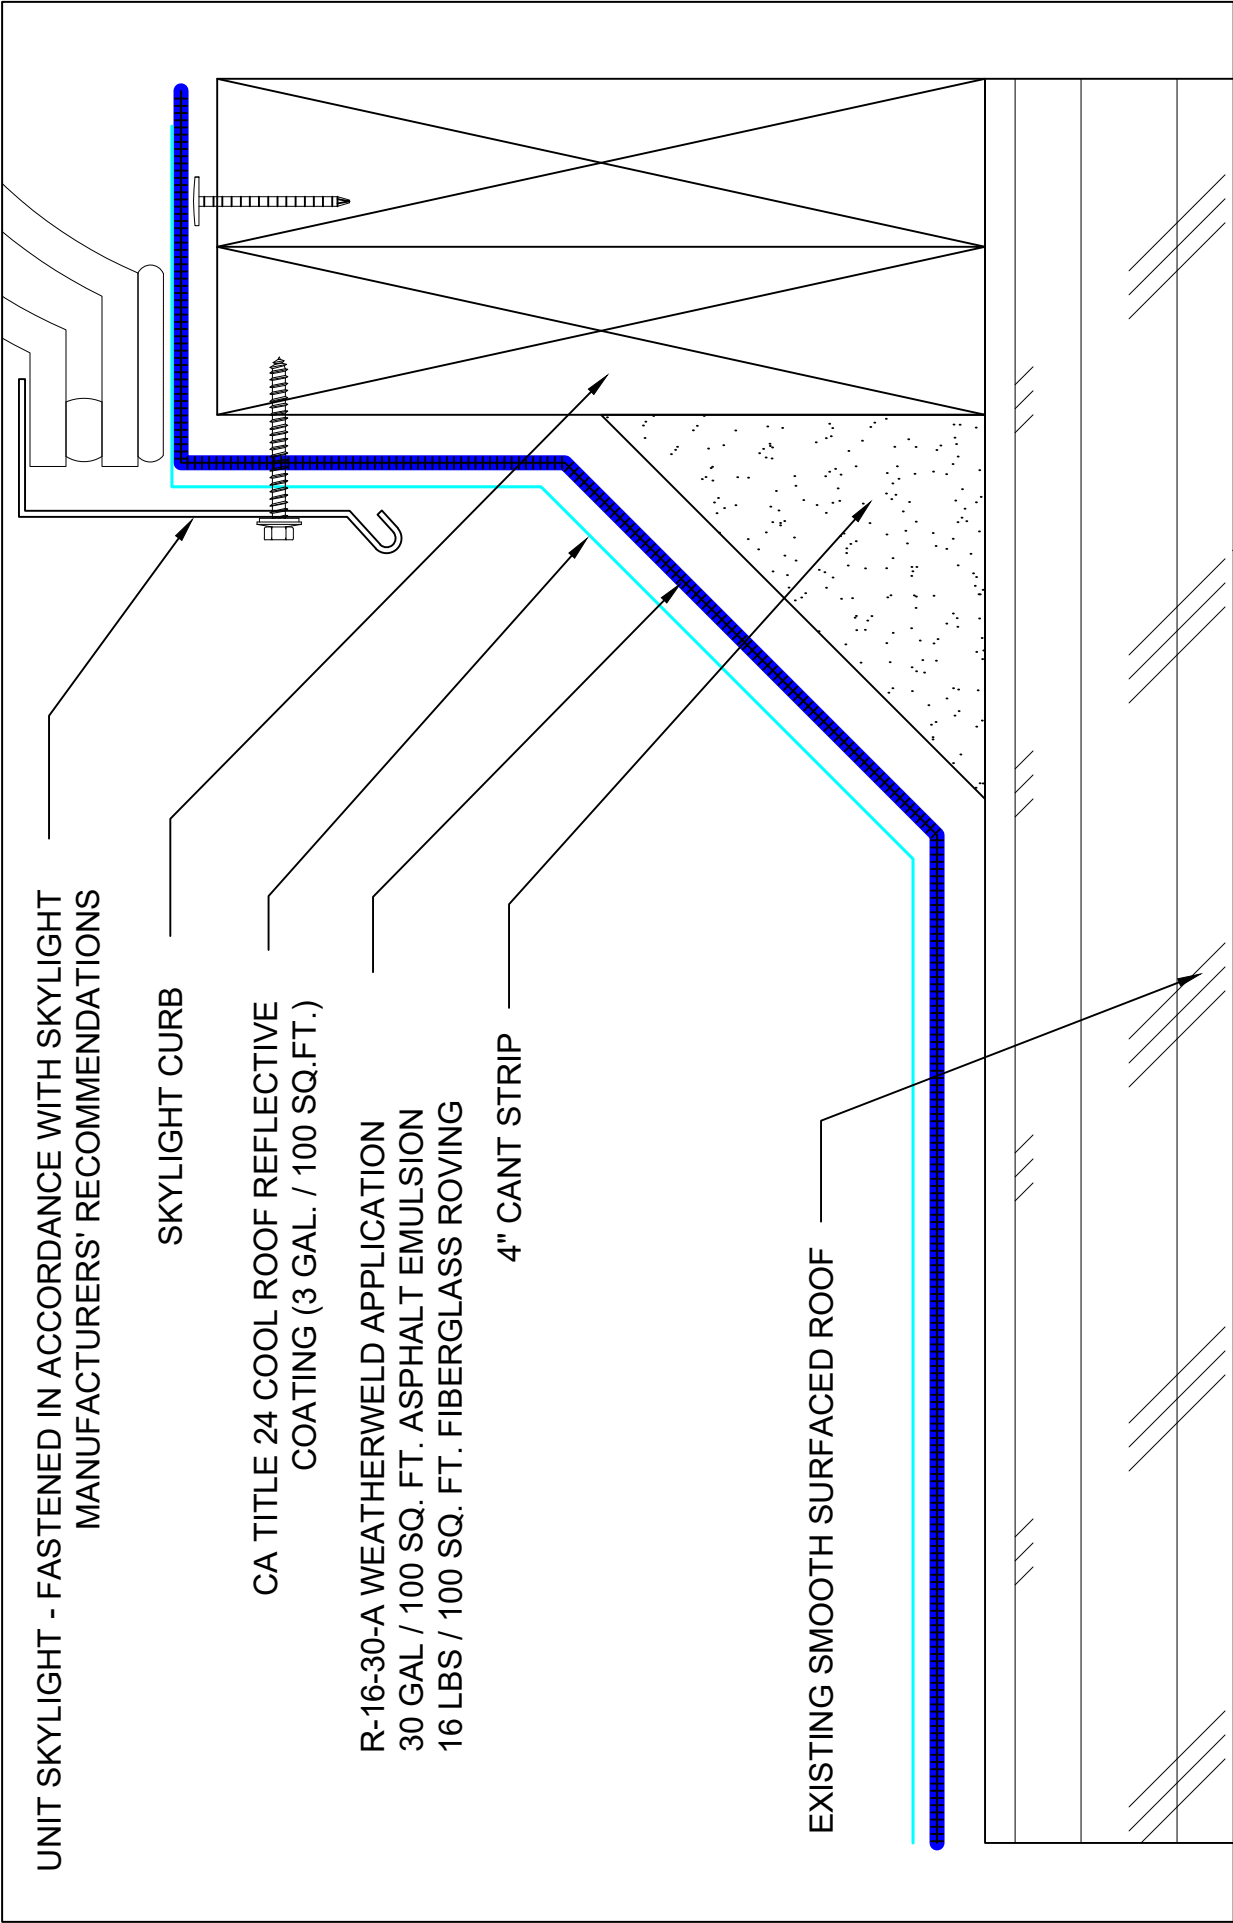 UNIT SKYLIGHT - FASTENED IN ACCORDANCE WITH SKYLIGHT
MANUFACTURERS' RECOMMENDATIONS
SKYLIGHT CURB
CA TITLE 24 COOL ROOF REFLECTIVE
COATING (3 GAL. / 100 SQ.FT.)
R-16-30-A WEATHERWELD APPLICATION
30 GAL / 100 SQ. FT. ASPHALT EMULSION
16 LBS / 100 SQ. FT. FIBERGLASS ROVING
4" CANT STRIP
EXISTING SMOOTH SURFACED ROOF